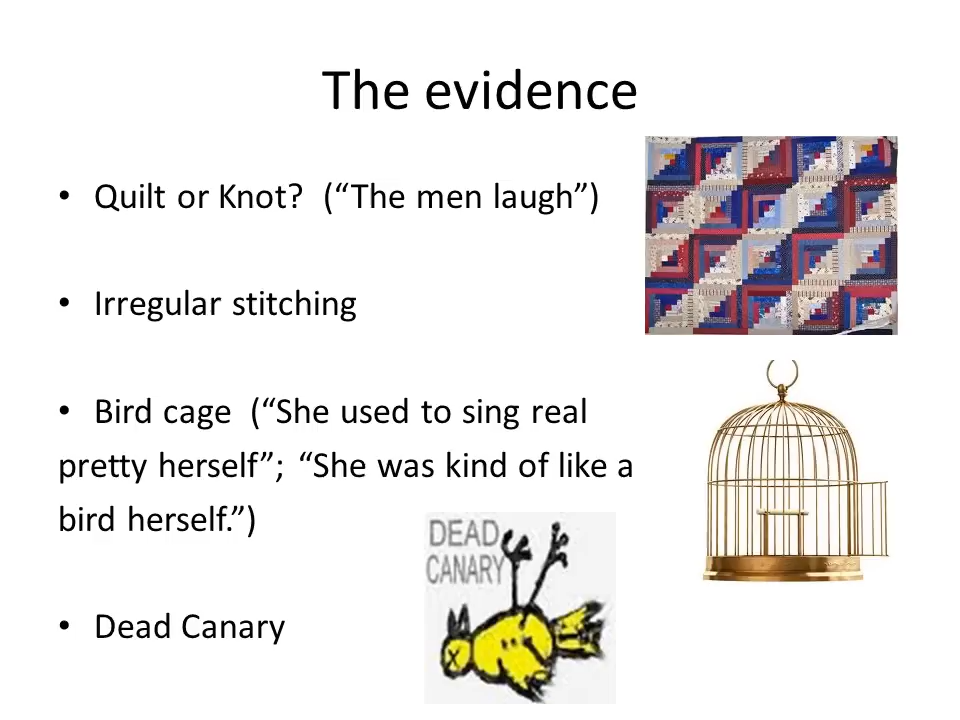 The evidence
• Quilt or Knot?  (“The men laugh”)
• Irregular stitching
• Bird cage  (“She used to sing real
pretty herself”;  “She was kind of like a
bird herself.”)
DEAD
CANARY
• Dead Canary